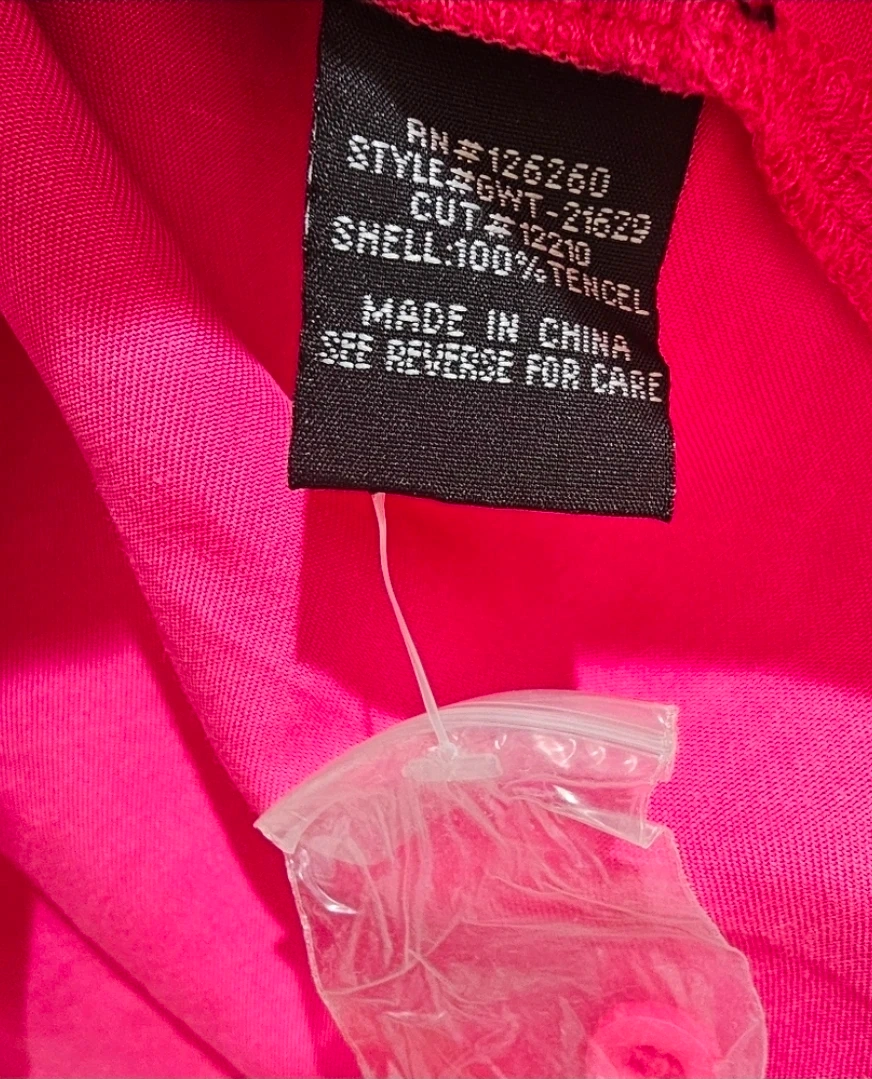 RN#126260
STYLE#GWT-21629
CUT#12210
SHELL:100%TENCEL
MADE IN CHINA
SEE REVERSE FOR CARE